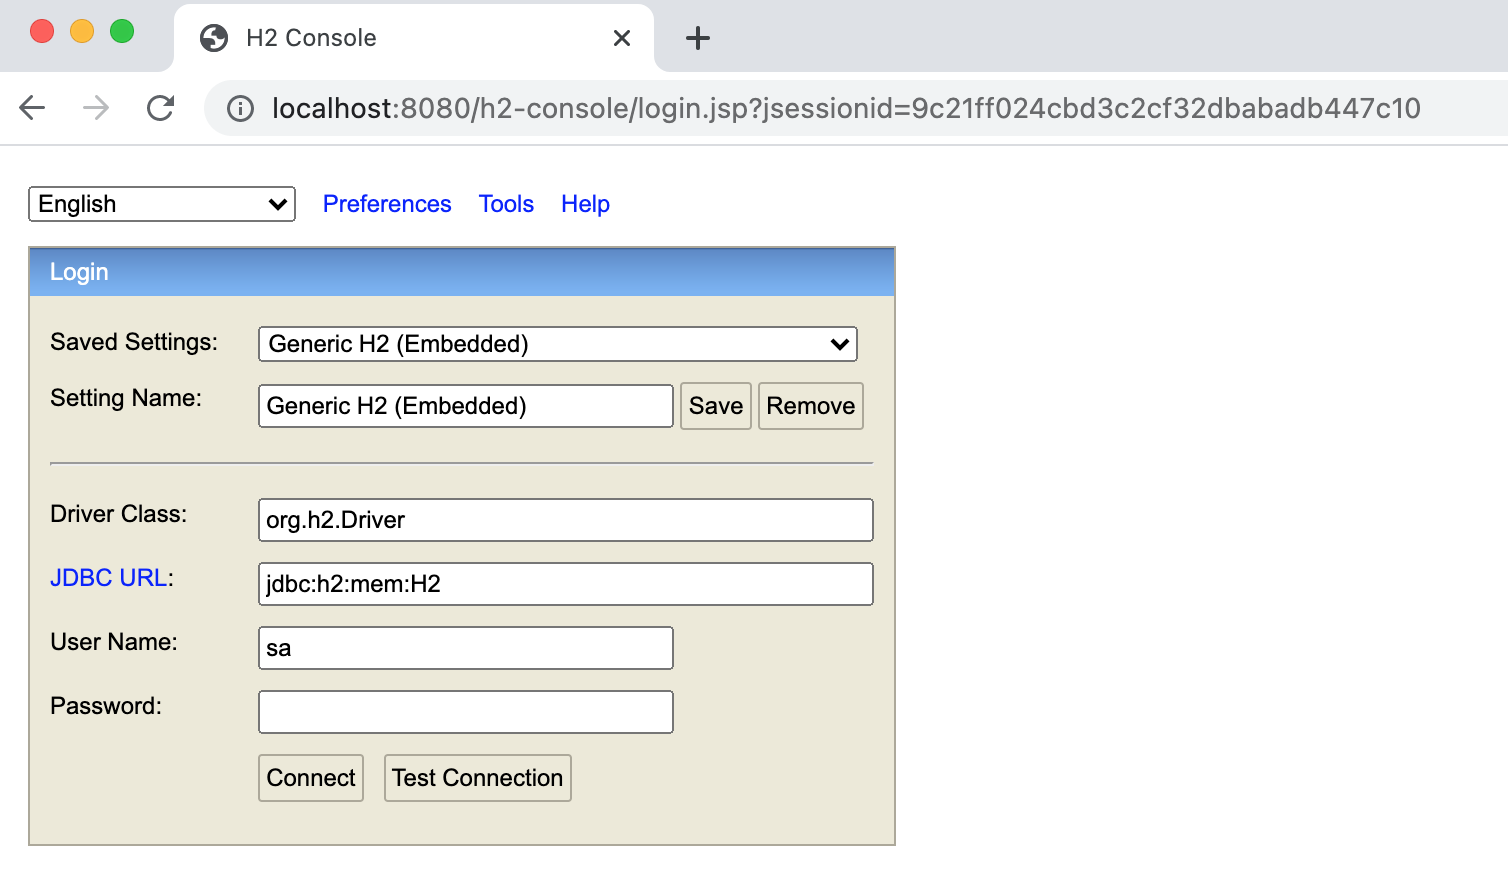 H2 Console
localhost:8080/h2-console/login.jsp?jsessionid=9c21ff024cbd3c2cf32dbabadb447c10
English Preferences Tools Help
Login
Saved Settings: Generic H2 (Embedded)
Setting Name: Generic H2 (Embedded) Save Remove
Driver Class: org.h2.Driver
JDBC URL: jdbc:h2:mem:H2
User Name: sa
Password:
Connect Test Connection